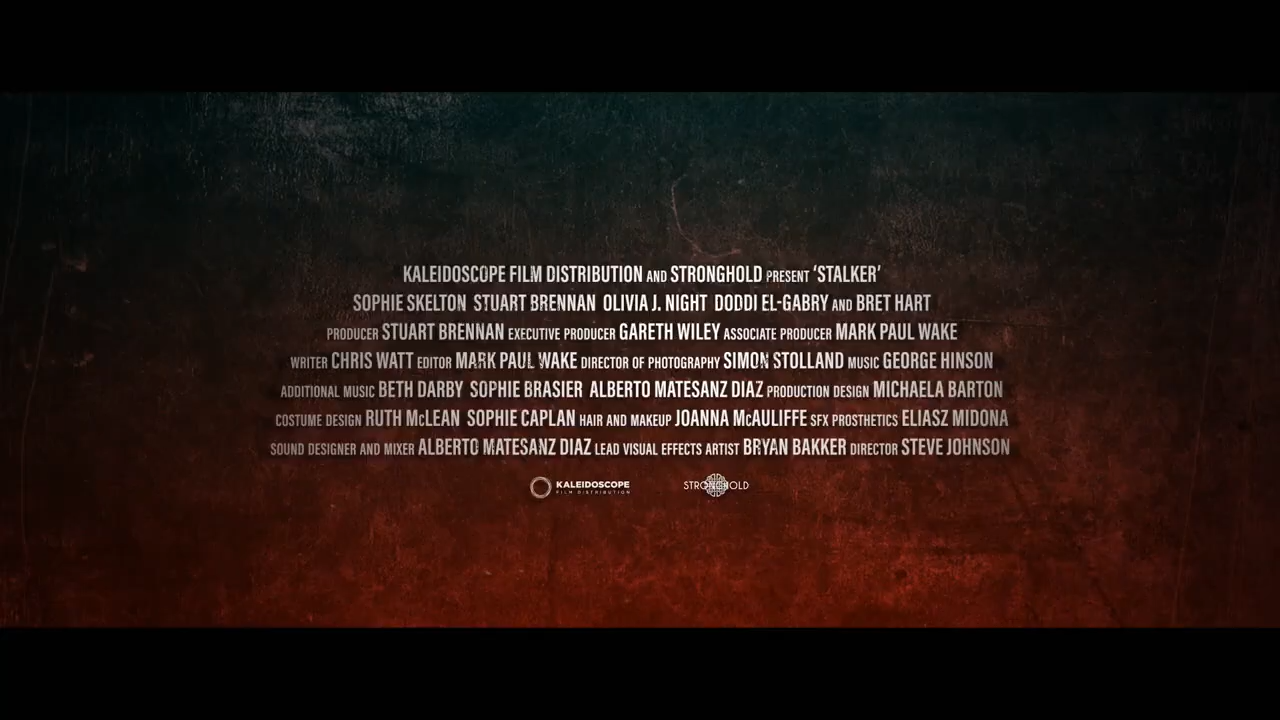 KALEIDOSCOPE FILM DISTRIBUTION AND STRONGHOLD PRESENT ‘STALKER’
SOPHIE SKELTON STUART BRENNAN OLIVIA J. NIGHT DODDI EL-GABRY AND BRET HART
PRODUCER STUART BRENNAN EXECUTIVE PRODUCER GARETH WILEY ASSOCIATE PRODUCER MARK PAUL WAKE
WRITER CHRIS WATT EDITOR MARK PAUL WAKE DIRECTOR OF PHOTOGRAPHY SIMON STOLLAND MUSIC GEORGE HINSON
ADDITIONAL MUSIC BETH DARBY SOPHIE BRASIER ALBERTO MATESANZ DIAZ PRODUCTION DESIGN MICHAELA BARTON
COSTUME DESIGN RUTH McLEAN SOPHIE CAPLAN HAIR AND MAKEUP JOANNA McAULIFFE SFX PROSTHETICS ELIASZ MIDONA
SOUND DESIGNER AND MIXER ALBERTO MATESANZ DIAZ LEAD VISUAL EFFECTS ARTIST BRYAN BAKKER DIRECTOR STEVE JOHNSON
KALEIDOSCOPE STRONGHOLD
FILM DISTRIBUTION